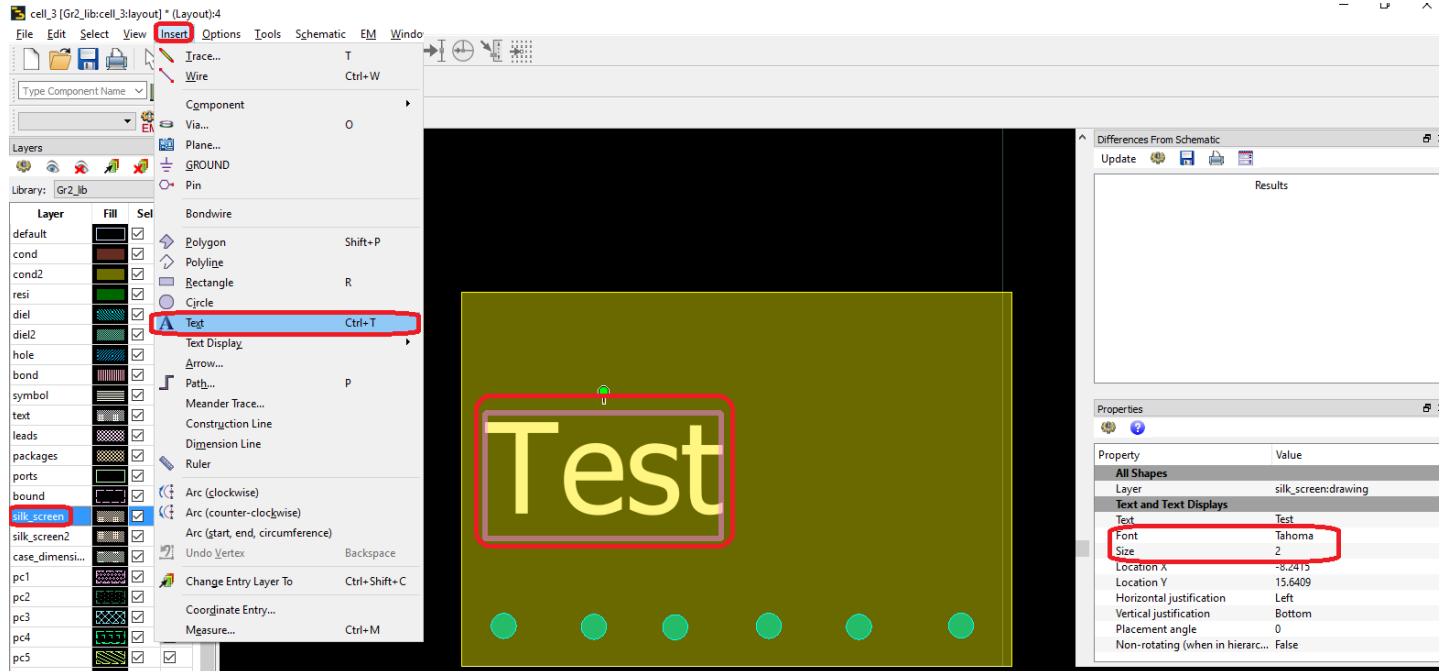 cell_3 [Gr2_lib:cell_3:layout] * (Layout):4
File Edit Select View Insert Options Tools Schematic EM
Type Component Name
Layers
Library: Gr2_lib
Layer Fill Sel
default
cond
cond2
resi
diel
diel2
hole
bond
symbol
text
leads
packages
ports
bound
silk_screen
silk_screen2
case_dimensi...
pc1
pc2
pc3
pc4
pc5
Trace... T
Wire Ctrl+W
Component
Via... O
Plane...
GROUND
Pin
Bondwire
Polygon Shift+P
Polyline
Rectangle R
Circle
Text Ctrl+T
Text Display
Arrow...
Path... P
Meander Trace...
Construction Line
Dimension Line
Ruler
Arc (clockwise)
Arc (counter-clockwise)
Arc (start, end, circumference)
Undo Vertex Backspace
Change Entry Layer To Ctrl+Shift+C
Coordinate Entry...
Measure... Ctrl+M
Test
Differences From Schematic
Update
Results
Properties
Property Value
All Shapes
Layer silk_screen:drawing
Text and Text Displays
Text Test
Font Tahoma
Size 2
Location X -8.2415
Location Y 15.6409
Horizontal justification Left
Vertical justification Bottom
Placement angle 0
Non-rotating (when in hierarc... False